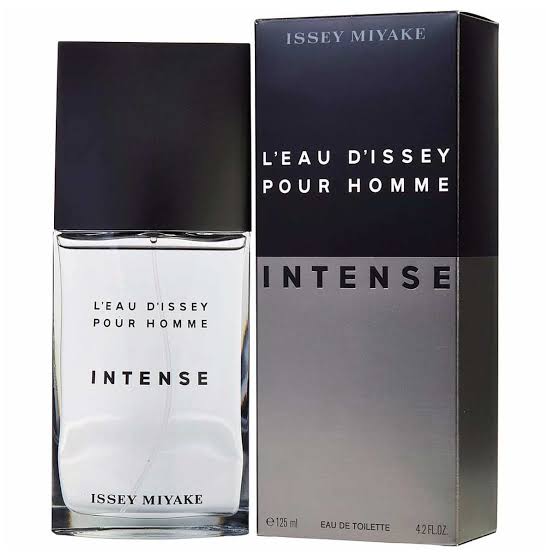 L'EAU D'ISSEY
POUR HOMME
INTENSE
ISSEY MIYAKE
ISSEY MIYAKE
L'EAU D'ISSEY
POUR HOMME
INTENSE
℮ 125 ml EAU DE TOILETTE 4.2 FL.OZ.